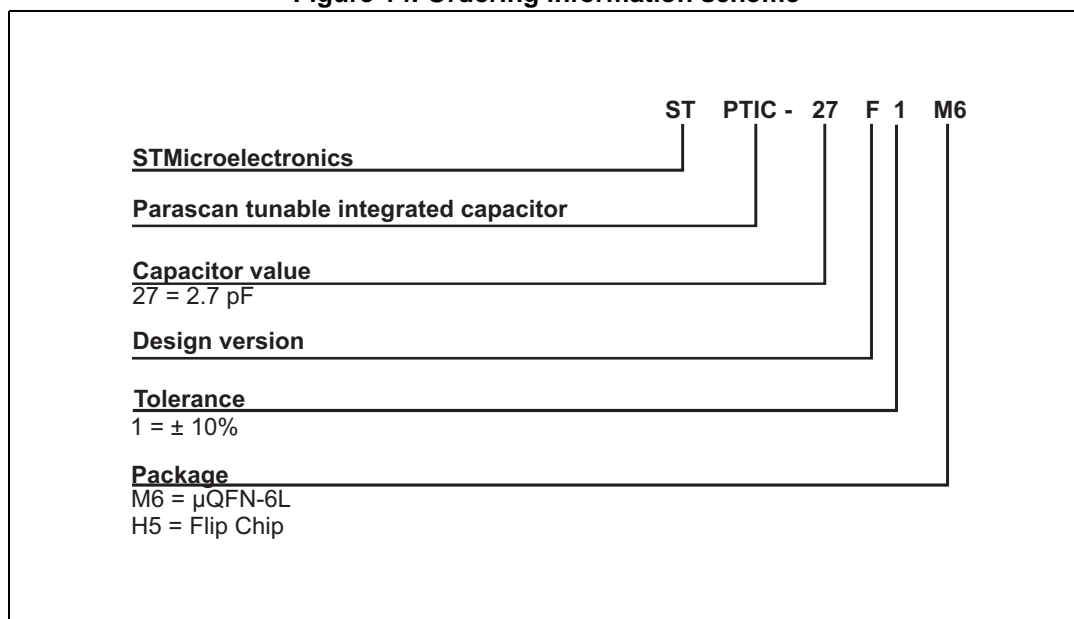 Figure Ordering information scheme
ST PTIC - 27 F 1 M6
STMicroelectronics
Parascan tunable integrated capacitor
Capacitor value
27 = 2.7 pF
Design version
Tolerance
1 = ± 10%
Package
M6 = µQFN-6L
H5 = Flip Chip